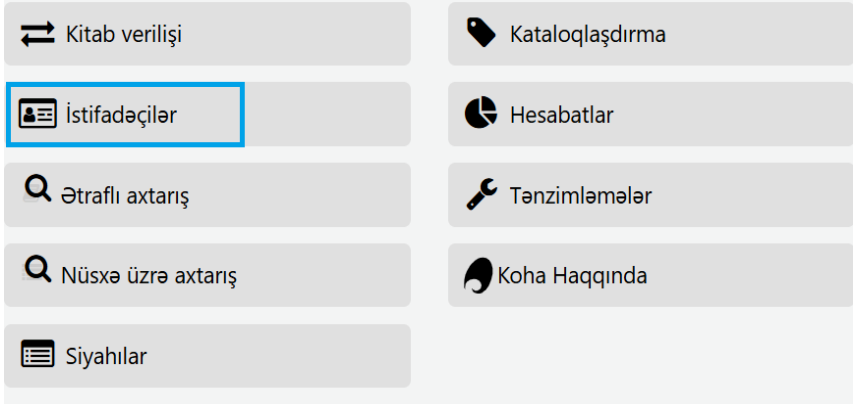 Kitab verilişi
Kataloqlaşdırma
İstifadəçilər
Hesabatlar
Ətraflı axtarış
Tənzimləmələr
Nüsxə üzrə axtarış
Koha Haqqında
Siyahılar